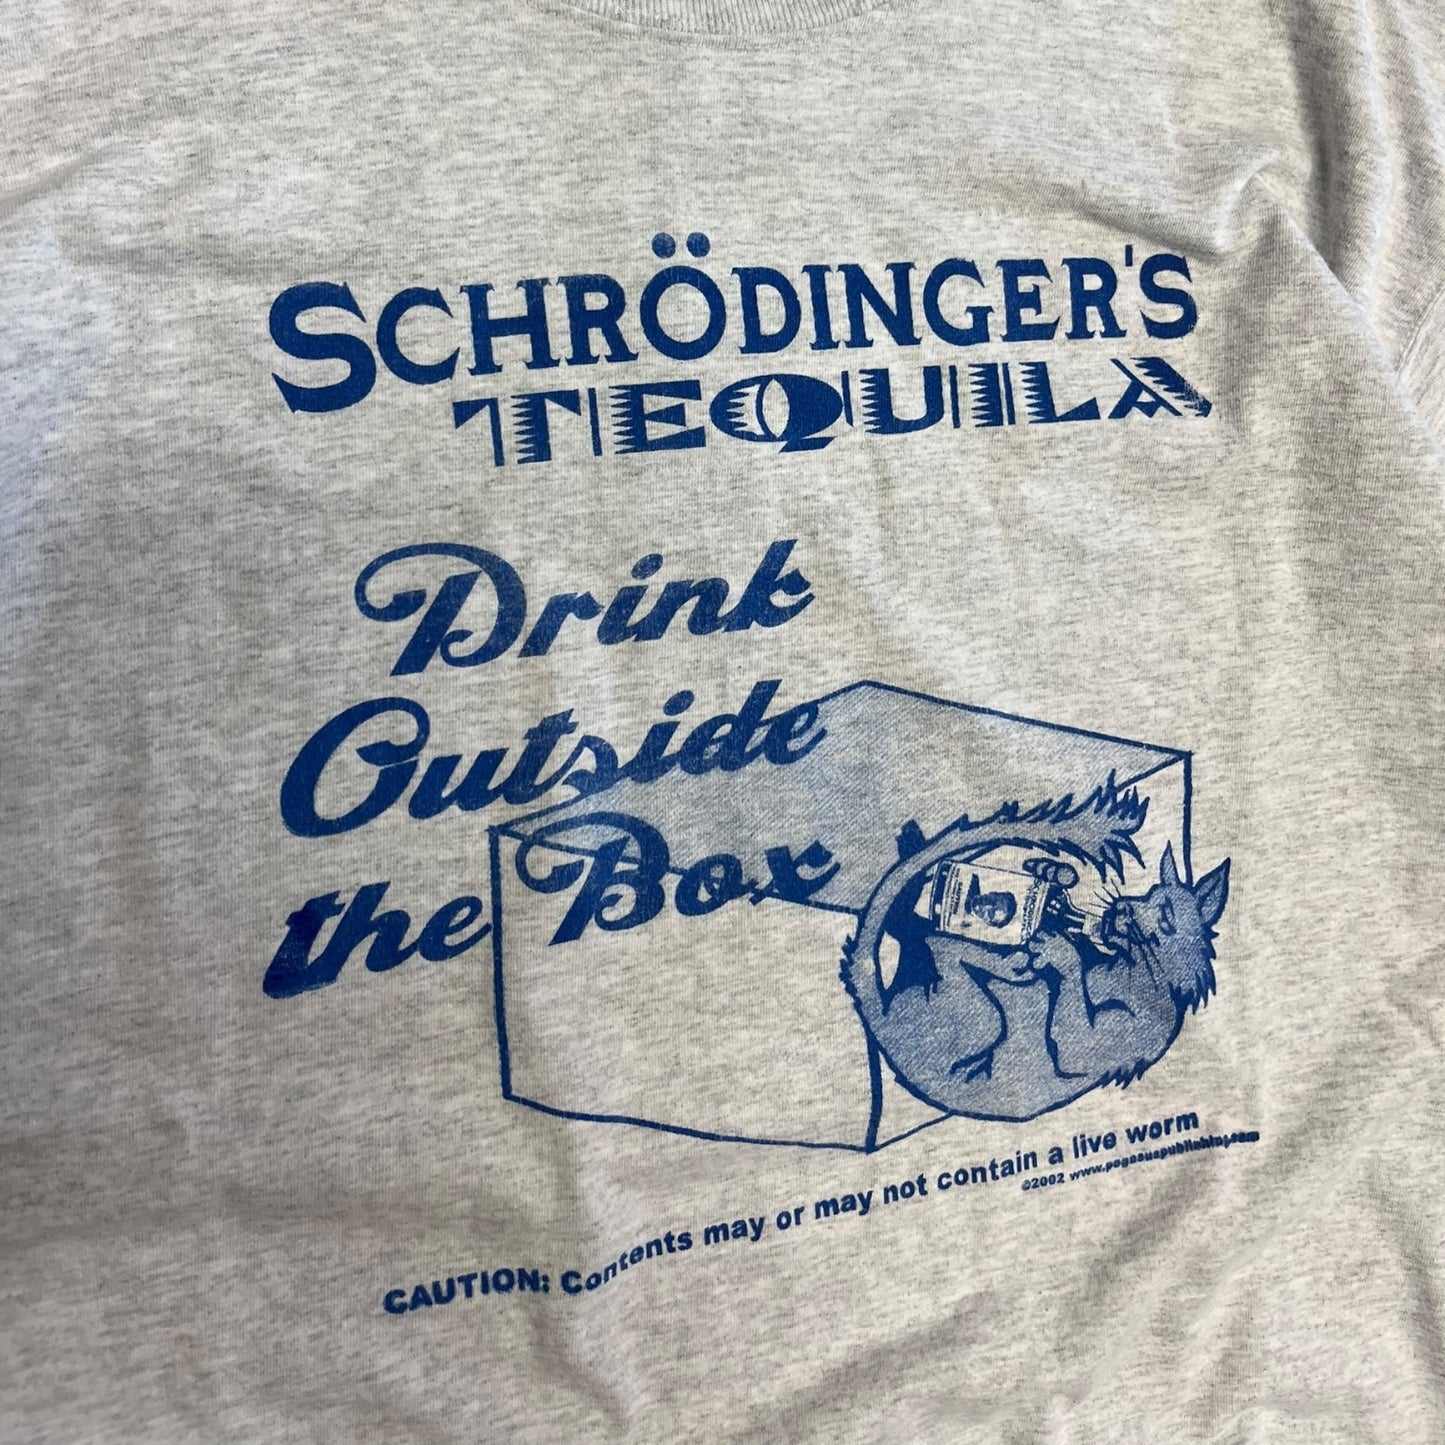 SCHRÖDINGER'S
TEQUILA
Drink
Outside
the Box
CAUTION: Contents may or may not contain a live worm
©2002 www.pegasuspublishing.com